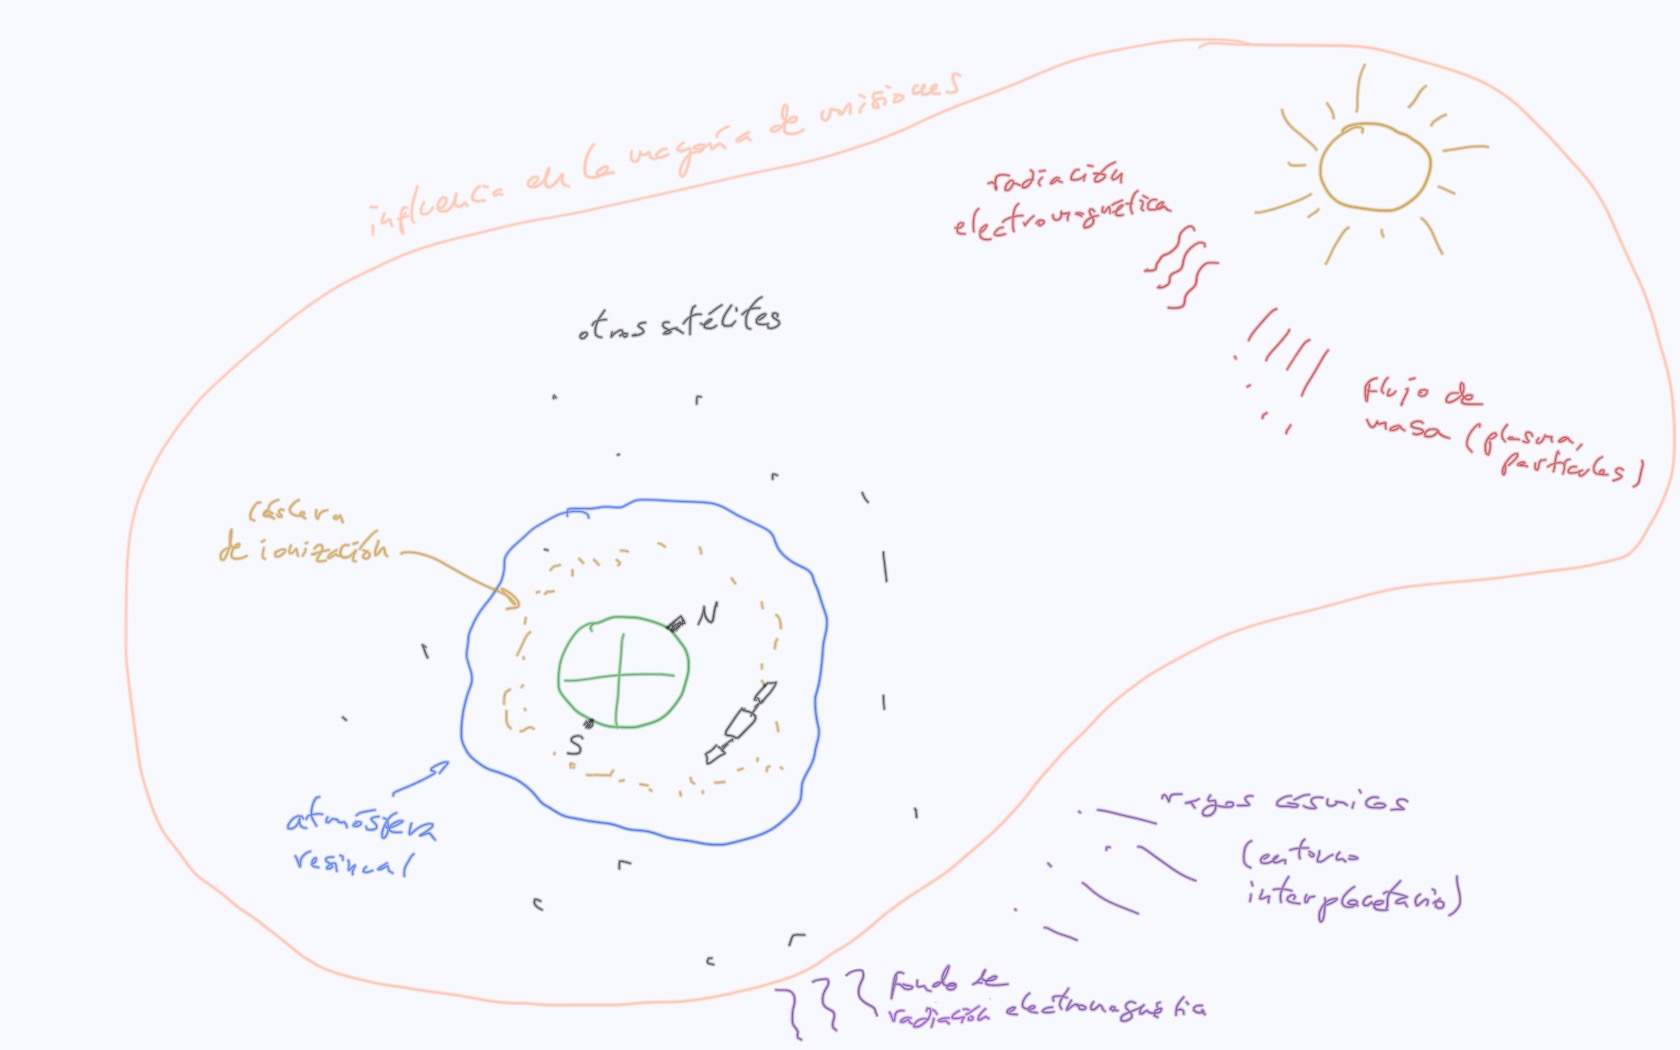 influencia en la mayoría de misiones
radiación
electromagnética
otros satélites
flujo de
masa (plasma,
partículas)
cáscara
de ionización
N
S
atmósfera
residual
rayos cósmicos
(entorno
interplanetario)
fondo de
radiación electromagnética